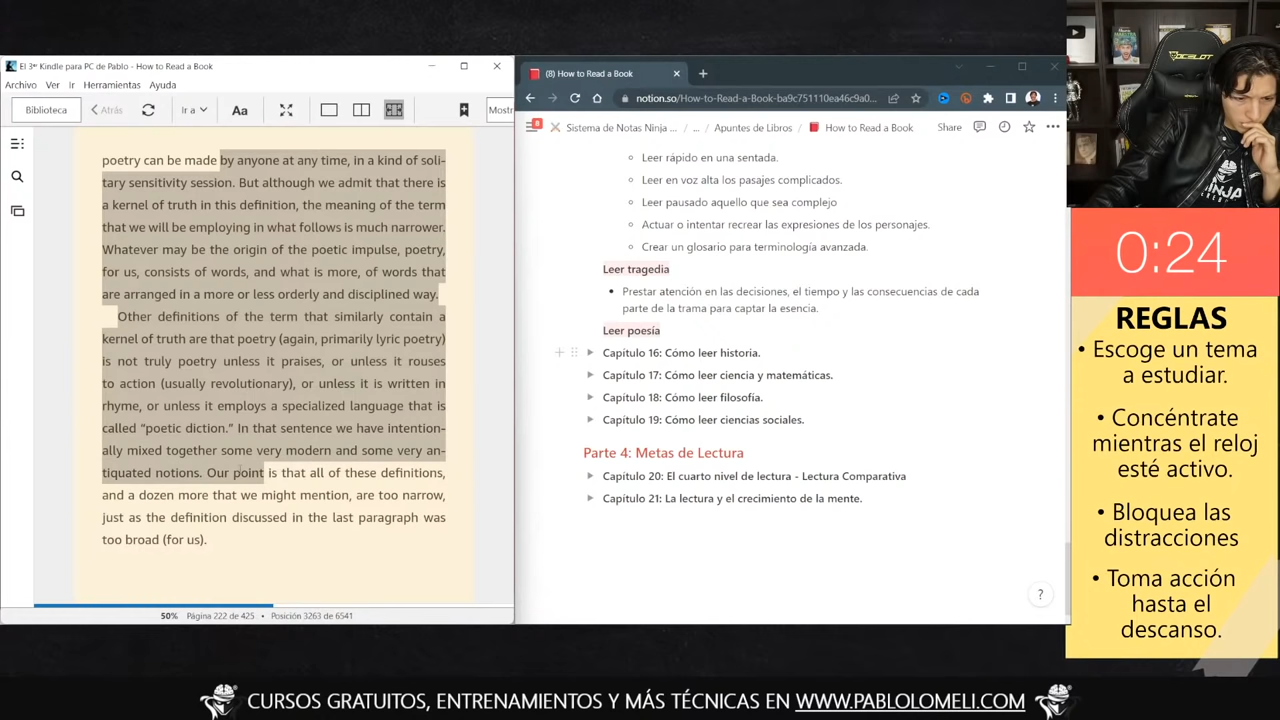 El 3er Kindle para PC de Pablo - How to Read a Book
Archivo Ver Ir Herramientas Ayuda
Biblioteca
Atrás
Ir a
Aa
Mostr
poetry can be made by anyone at any time, in a kind of soli-
tary sensitivity session. But although we admit that there is
a kernel of truth in this definition, the meaning of the term
that we will be employing in what follows is much narrower.
Whatever may be the origin of the poetic impulse, poetry,
for us, consists of words, and what is more, of words that
are arranged in a more or less orderly and disciplined way.
Other definitions of the term that similarly contain a
kernel of truth are that poetry (again, primarily lyric poetry)
is not truly poetry unless it praises, or unless it rouses
to action (usually revolutionary), or unless it is written in
rhyme, or unless it employs a specialized language that is
called “poetic diction.” In that sentence we have intention-
ally mixed together some very modern and some very an-
tiquated notions. Our point is that all of these definitions,
and a dozen more that we might mention, are too narrow,
just as the definition discussed in the last paragraph was
too broad (for us).
50% Página 222 de 425 • Posición 3263 de 6541
(8) How to Read a Book
notion.so/How-to-Read-a-Book-ba9c751110ea46c9a0...
8
Sistema de Notas Ninja ... / ... / Apuntes de Libros / How to Read a Book
Share
Leer rápido en una sentada.
Leer en voz alta los pasajes complicados.
Leer pausado aquello que sea complejo
Actuar o intentar recrear las expresiones de los personajes.
Crear un glosario para terminología avanzada.
Leer tragedia
Prestar atención en las decisiones, el tiempo y las consecuencias de cada
parte de la trama para captar la esencia.
Leer poesía
Capítulo 16: Cómo leer historia.
Capítulo 17: Cómo leer ciencia y matemáticas.
Capítulo 18: Cómo leer filosofía.
Capítulo 19: Cómo leer ciencias sociales.
Parte 4: Metas de Lectura
Capítulo 20: El cuarto nivel de lectura - Lectura Comparativa
Capítulo 21: La lectura y el crecimiento de la mente.
?
OCELOT
NINJA
0:24
REGLAS
• Escoge un tema
a estudiar.
• Concéntrate
mientras el reloj
esté activo.
• Bloquea las
distracciones
• Toma acción
hasta el
descanso.
CURSOS GRATUITOS, ENTRENAMIENTOS Y MÁS TÉCNICAS EN WWW.PABLOLOMELI.COM